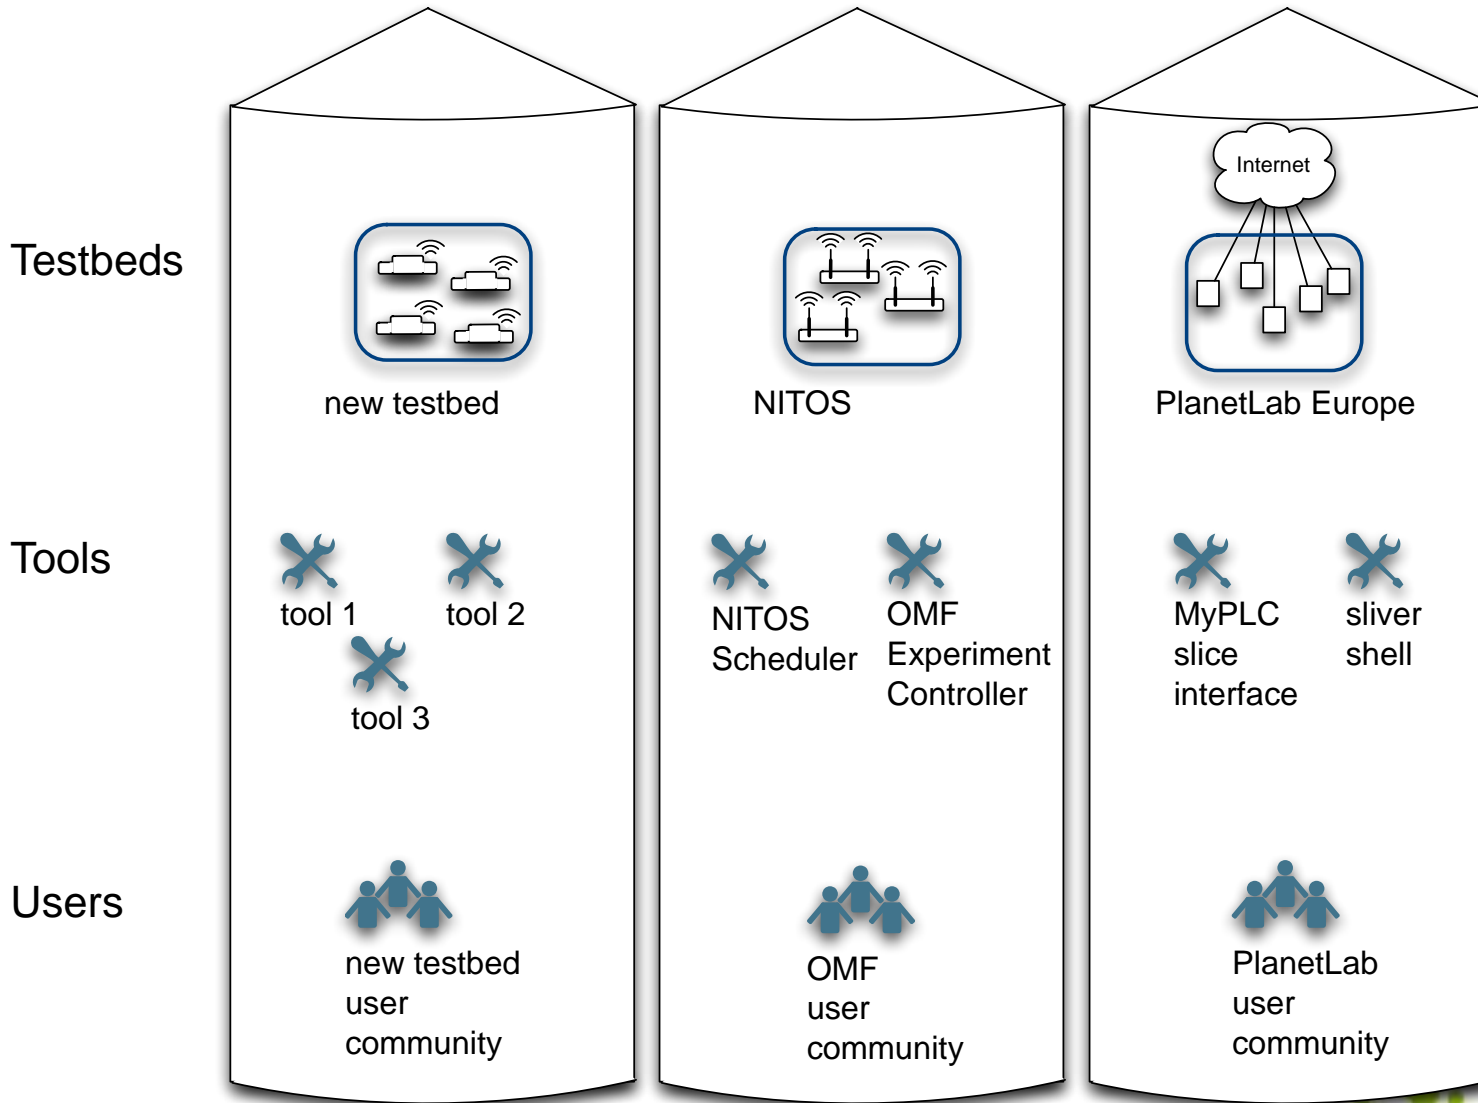 Internet
Testbeds
new testbed
NITOS
PlanetLab Europe
Tools
tool 1
tool 2
tool 3
NITOS
Scheduler
OMF
Experiment
Controller
MyPLC
slice
interface
sliver
shell
Users
new testbed
user
community
OMF
user
community
PlanetLab
user
community